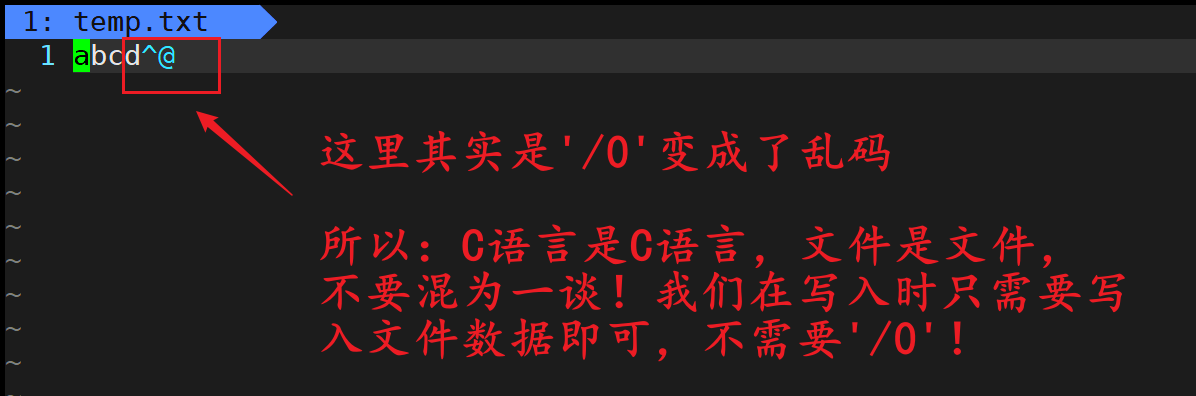 1: temp.txt
1 abcd^@
~
~
~
这里其实是'/0'变成了乱码
~
~
所以：C语言是C语言，文件是文件，
~
~
不要混为一谈！我们在写入时只需要写
~
入文件数据即可，不需要'/0'！
~